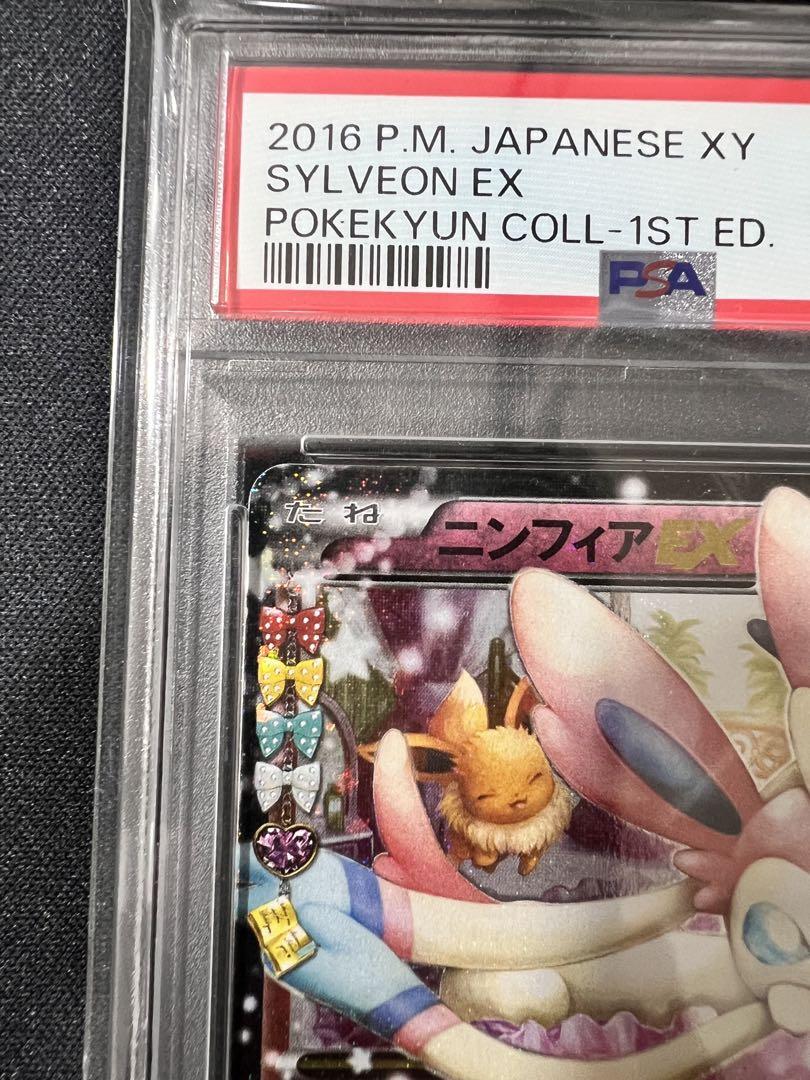 2016 P.M. JAPANESE XY
SYLVEON EX
POKEKYUN COLL-1ST ED.
PSA
たね
ニンフィアEX